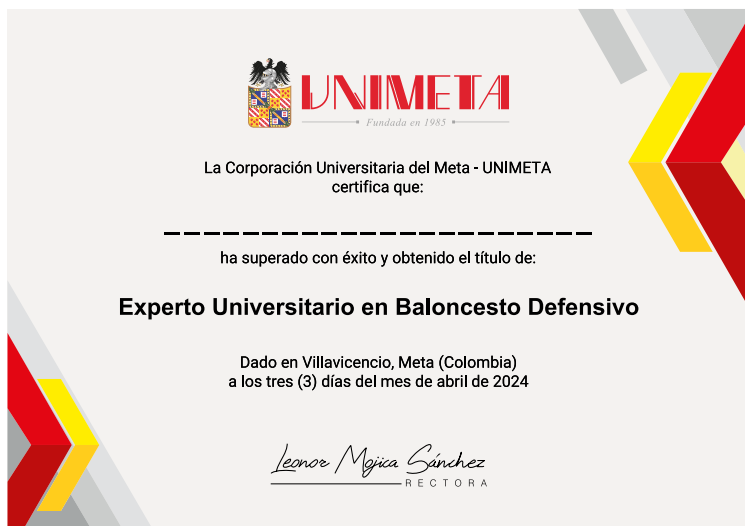 UNIMETA
Fundada en 1985
La Corporación Universitaria del Meta - UNIMETA
certifica que:
ha superado con éxito y obtenido el título de:
Experto Universitario en Baloncesto Defensivo
Dado en Villavicencio, Meta (Colombia)
a los tres (3) días del mes de abril de 2024
Leonor Mojica Sánchez
RECTORA